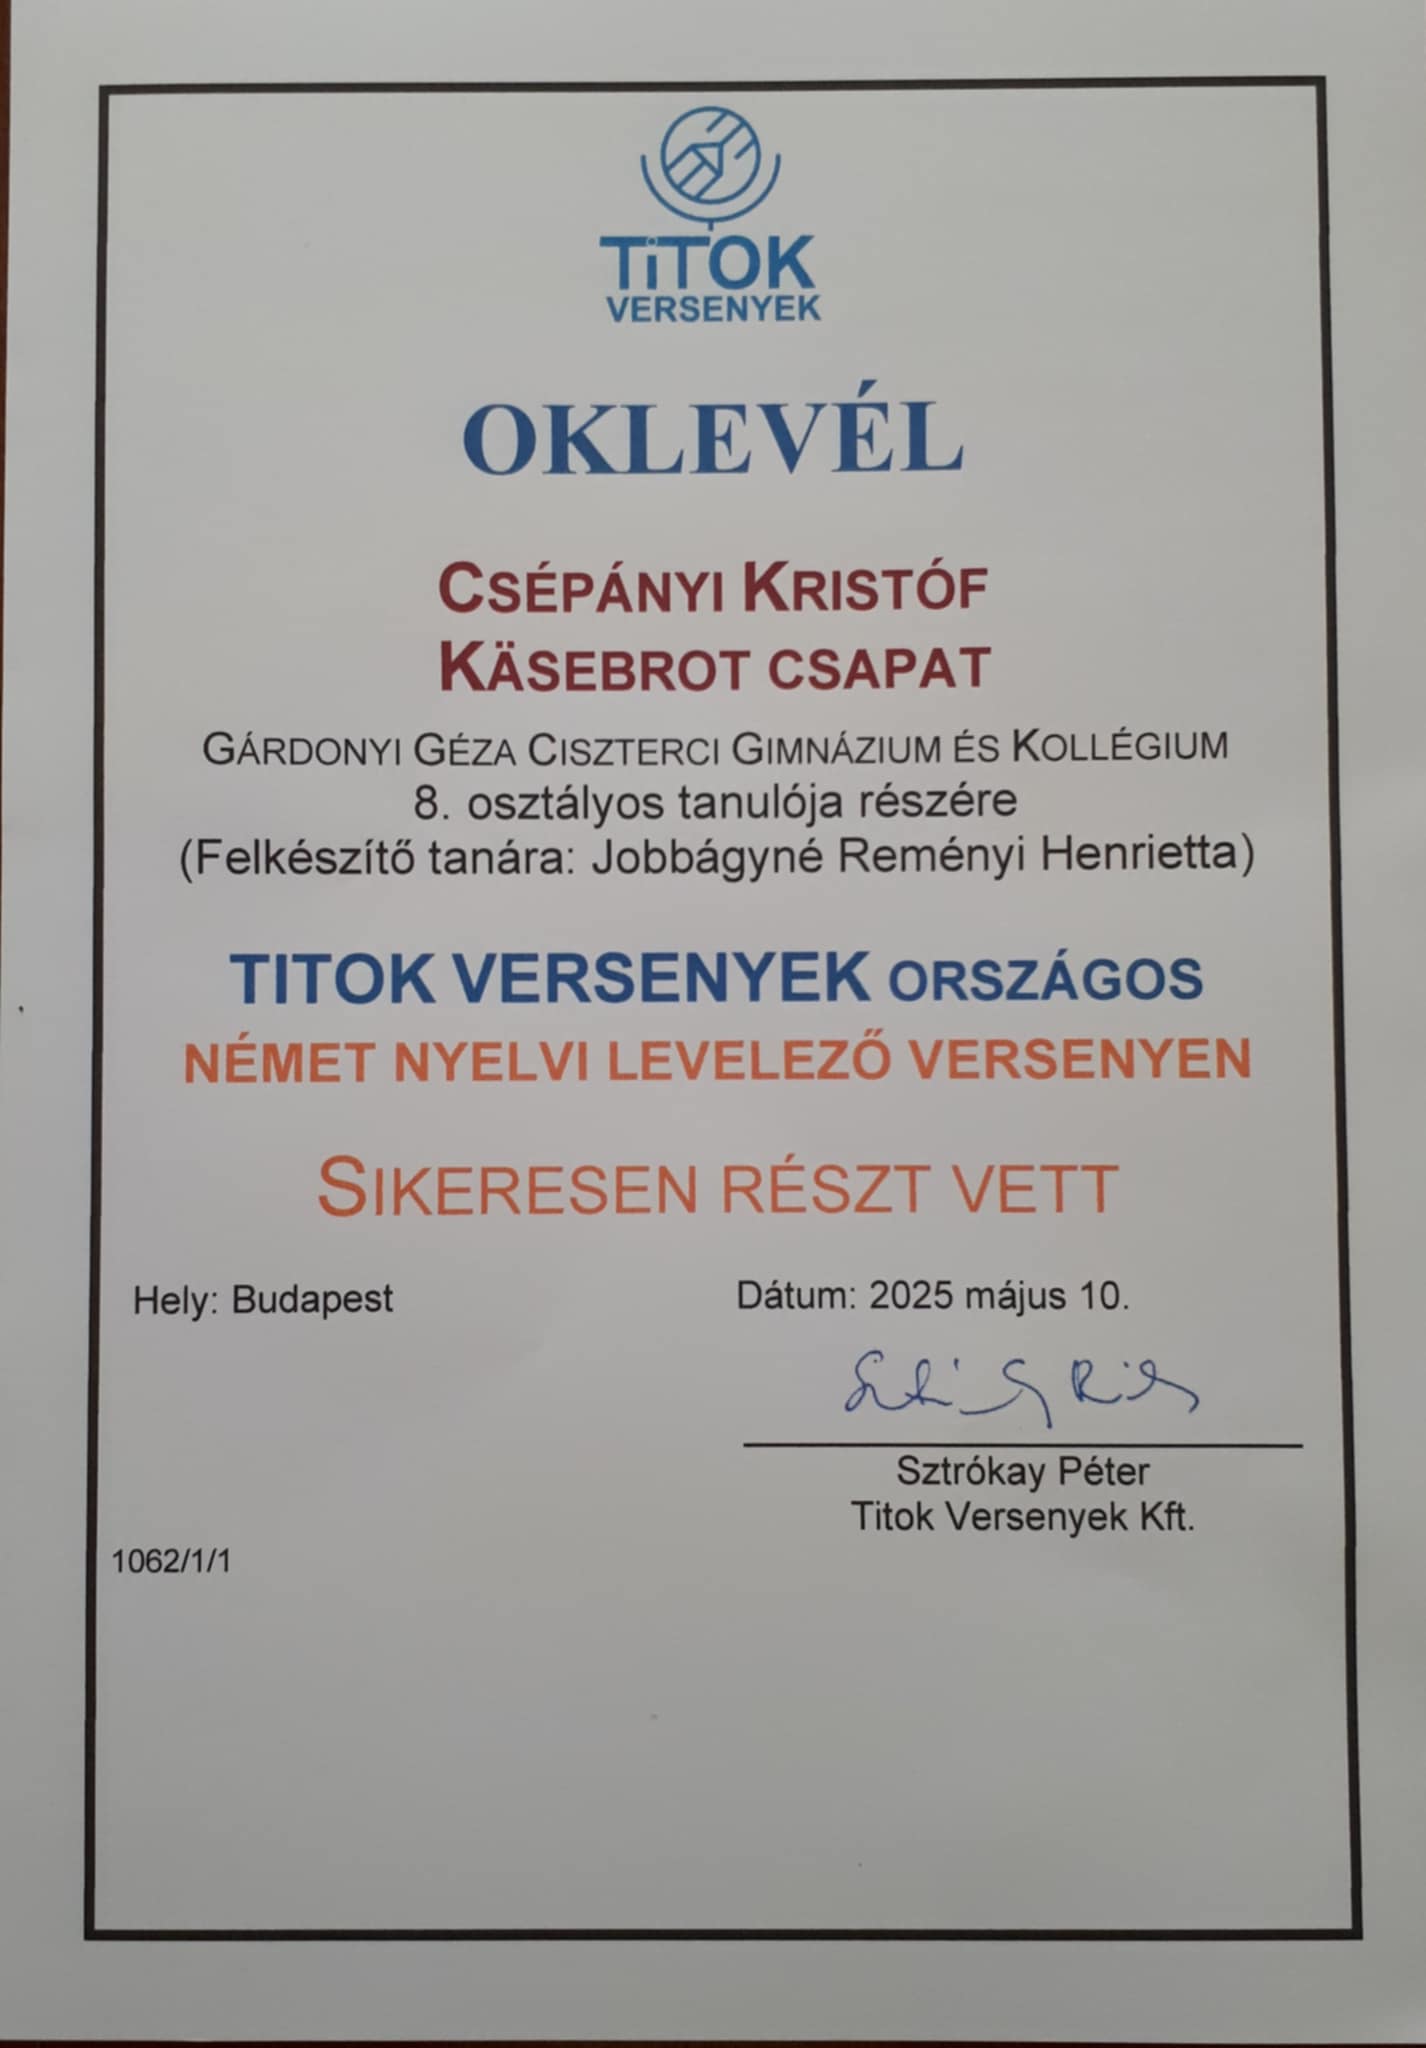 TiTOK
VERSENYEK
OKLEVÉL
CSÉPÁNYI KRISTÓF
KÄSEBROT CSAPAT
GÁRDONYI GÉZA CISZTERCI GIMNÁZIUM ÉS KOLLÉGIUM
8. osztályos tanulója részére
(Felkészítő tanára: Jobbágyné Reményi Henrietta)
TITOK VERSENYEK ORSZÁGOS
NÉMET NYELVI LEVELEZŐ VERSENYEN
SIKERESEN RÉSZT VETT
Hely: Budapest
Dátum: 2025 május 10.
Sztrókay Péter
Titok Versenyek Kft.
1062/1/1